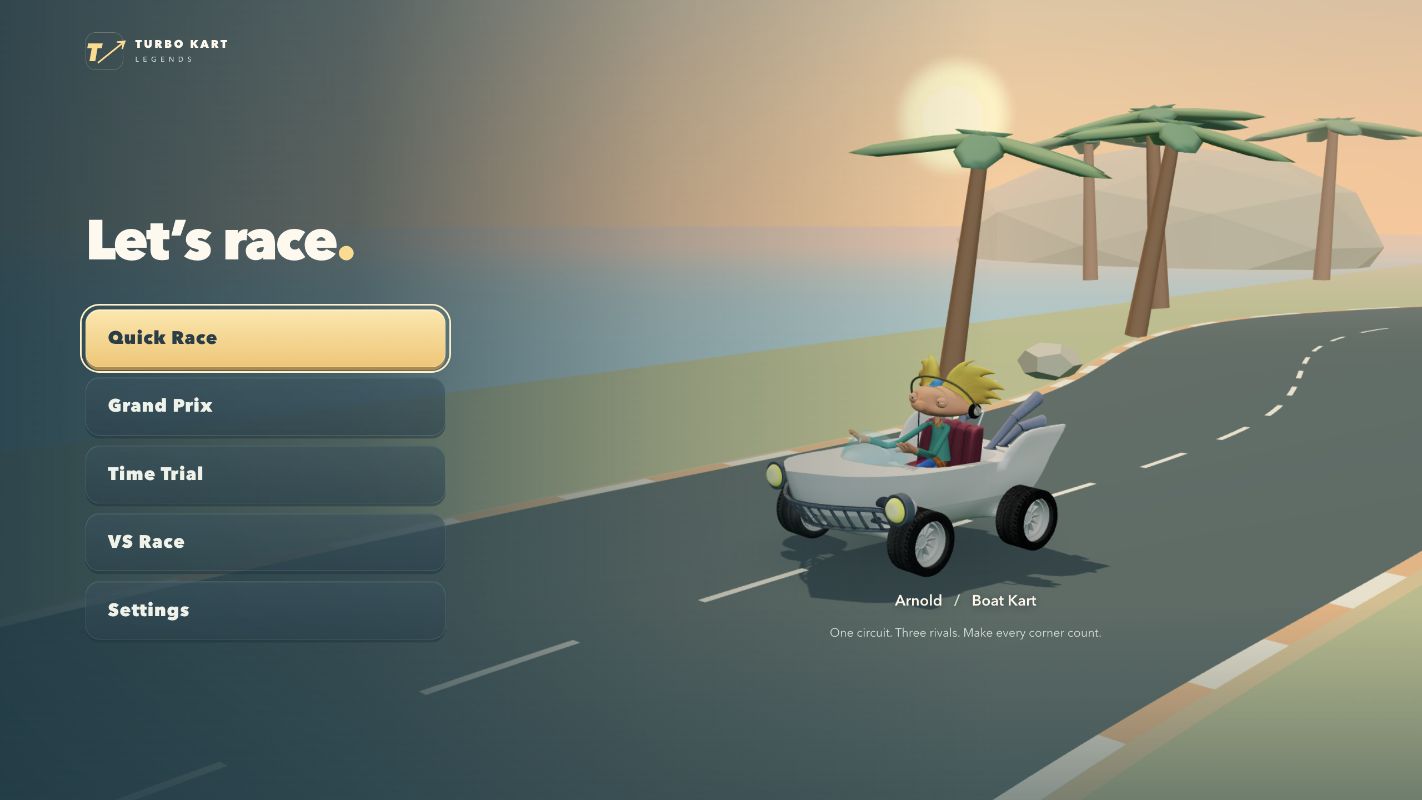 TURBO KART
LEGENDS
Let’s race.
Quick Race
Grand Prix
Time Trial
VS Race
Settings
Arnold / Boat Kart
One circuit. Three rivals. Make every corner count.